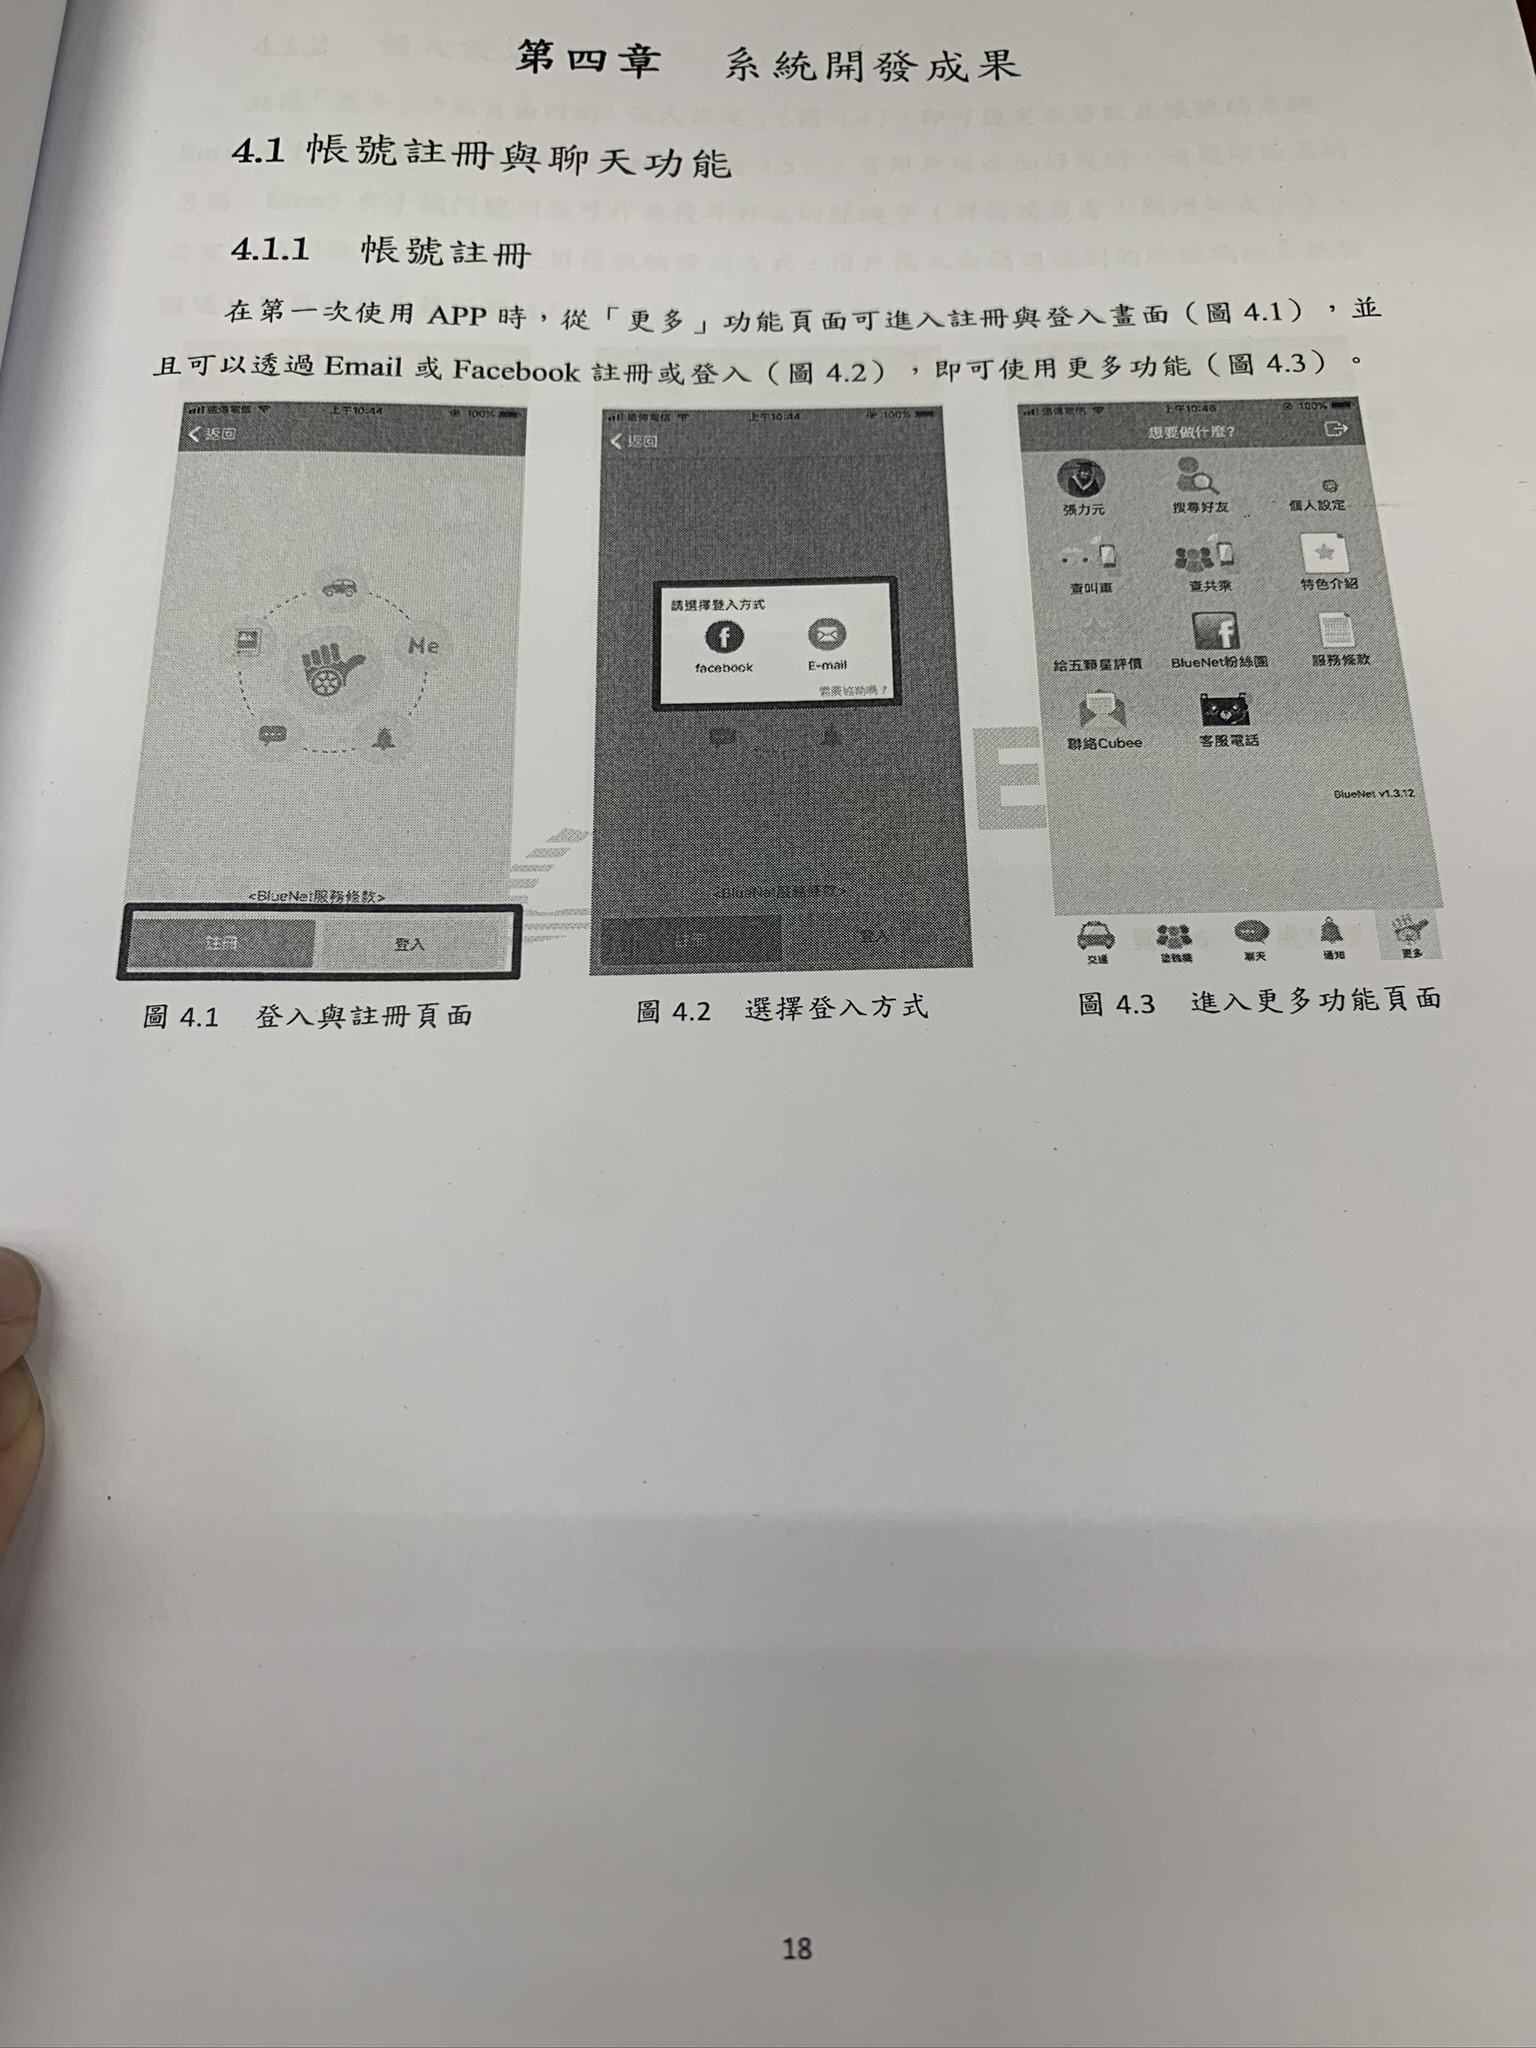 第四章 系統開發成果
4.1 帳號註冊與聊天功能
4.1.1 帳號註冊
在第一次使用 APP 時，從「更多」功能頁面可進入註冊與登入畫面（圖 4.1），並
且可以透過 Email 或 Facebook 註冊或登入（圖 4.2），即可使用更多功能（圖 4.3）。
遠傳電信 上午10:44 100%
返回
Me
<BlueNet服務條款>
註冊 登入
圖 4.1 登入與註冊頁面
遠傳電信 上午10:44 100%
返回
請選擇登入方式
facebook E-mail
需要協助嗎？
<BlueNet服務條款>
註冊 登入
圖 4.2 選擇登入方式
遠傳電信 上午10:46 100%
想要做什麼?
張力元 搜尋好友 個人設定
查叫車 查共乘 特色介紹
給五顆星評價 BlueNet粉絲團 服務條款
聯絡Cubee 客服電話
BlueNet v1.3.12
交通 塗鴉牆 聊天 通知 更多
圖 4.3 進入更多功能頁面
18